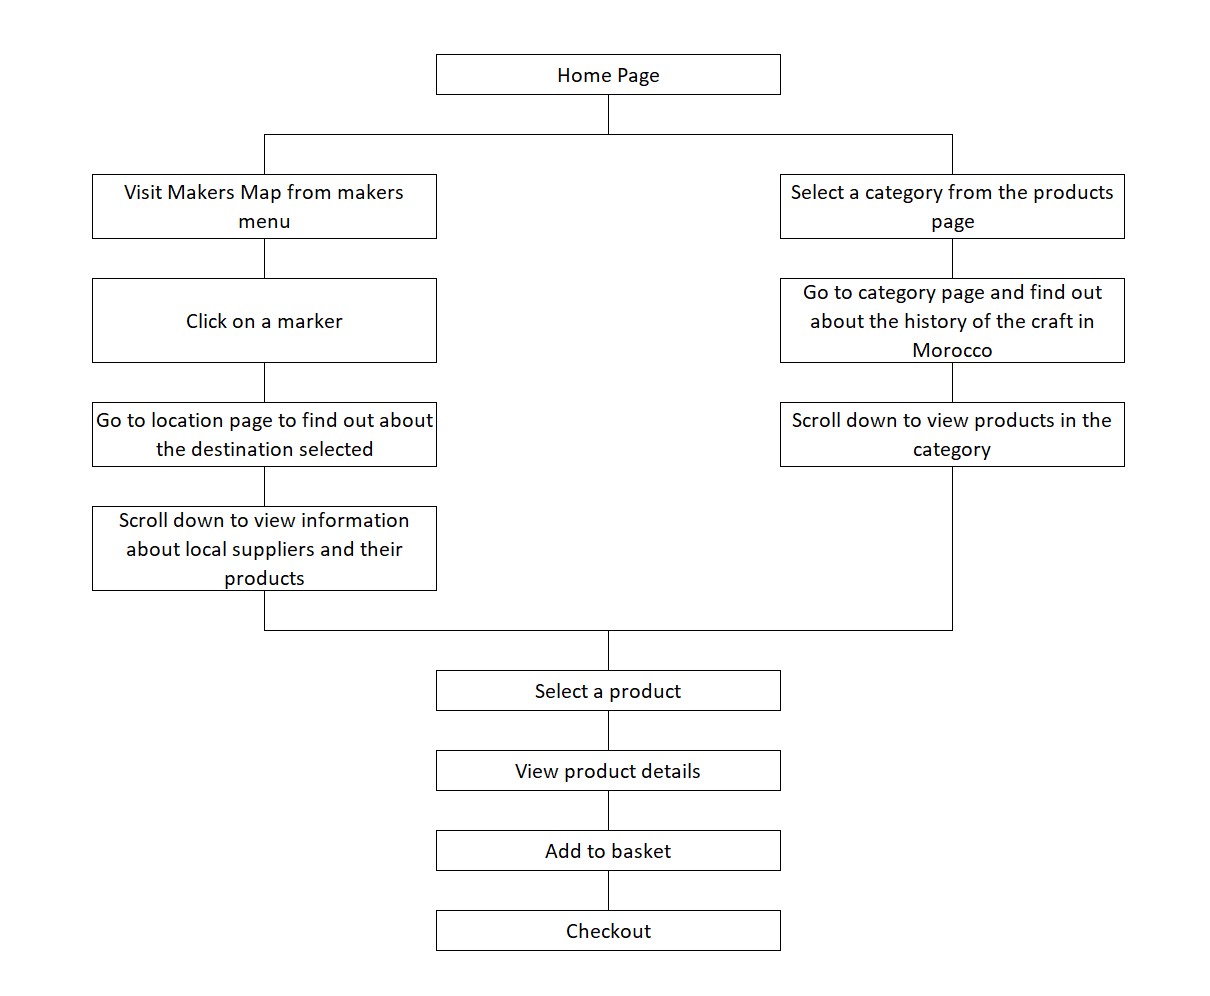 Home Page
Visit Makers Map from makers
menu
Click on a marker
Go to location page to find out about
the destination selected
Scroll down to view information
about local suppliers and their
products
Select a category from the products
page
Go to category page and find out
about the history of the craft in
Morocco
Scroll down to view products in the
category
Select a product
View product details
Add to basket
Checkout